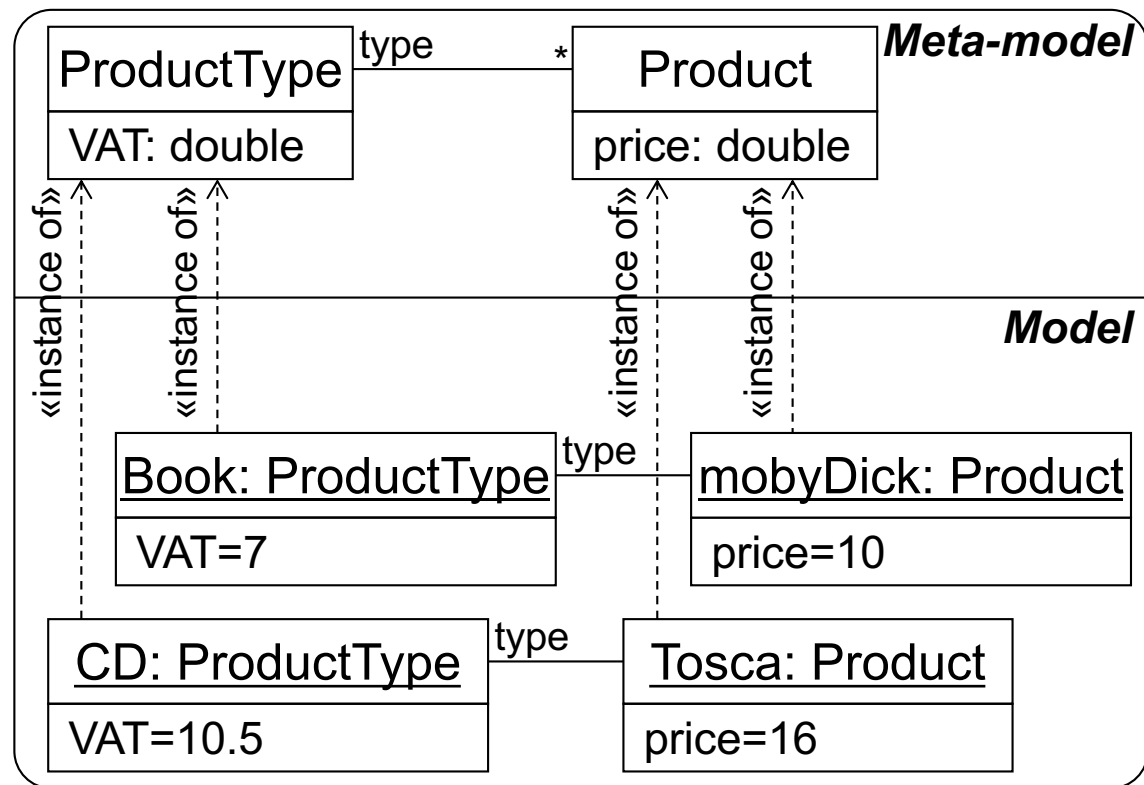 type
*
Meta-model
ProductType
Product
VAT: double
price: double
«instance of»
«instance of»
«instance of»
«instance of»
Model
type
Book: ProductType
mobyDick: Product
VAT=7
price=10
type
CD: ProductType
Tosca: Product
VAT=10.5
price=16